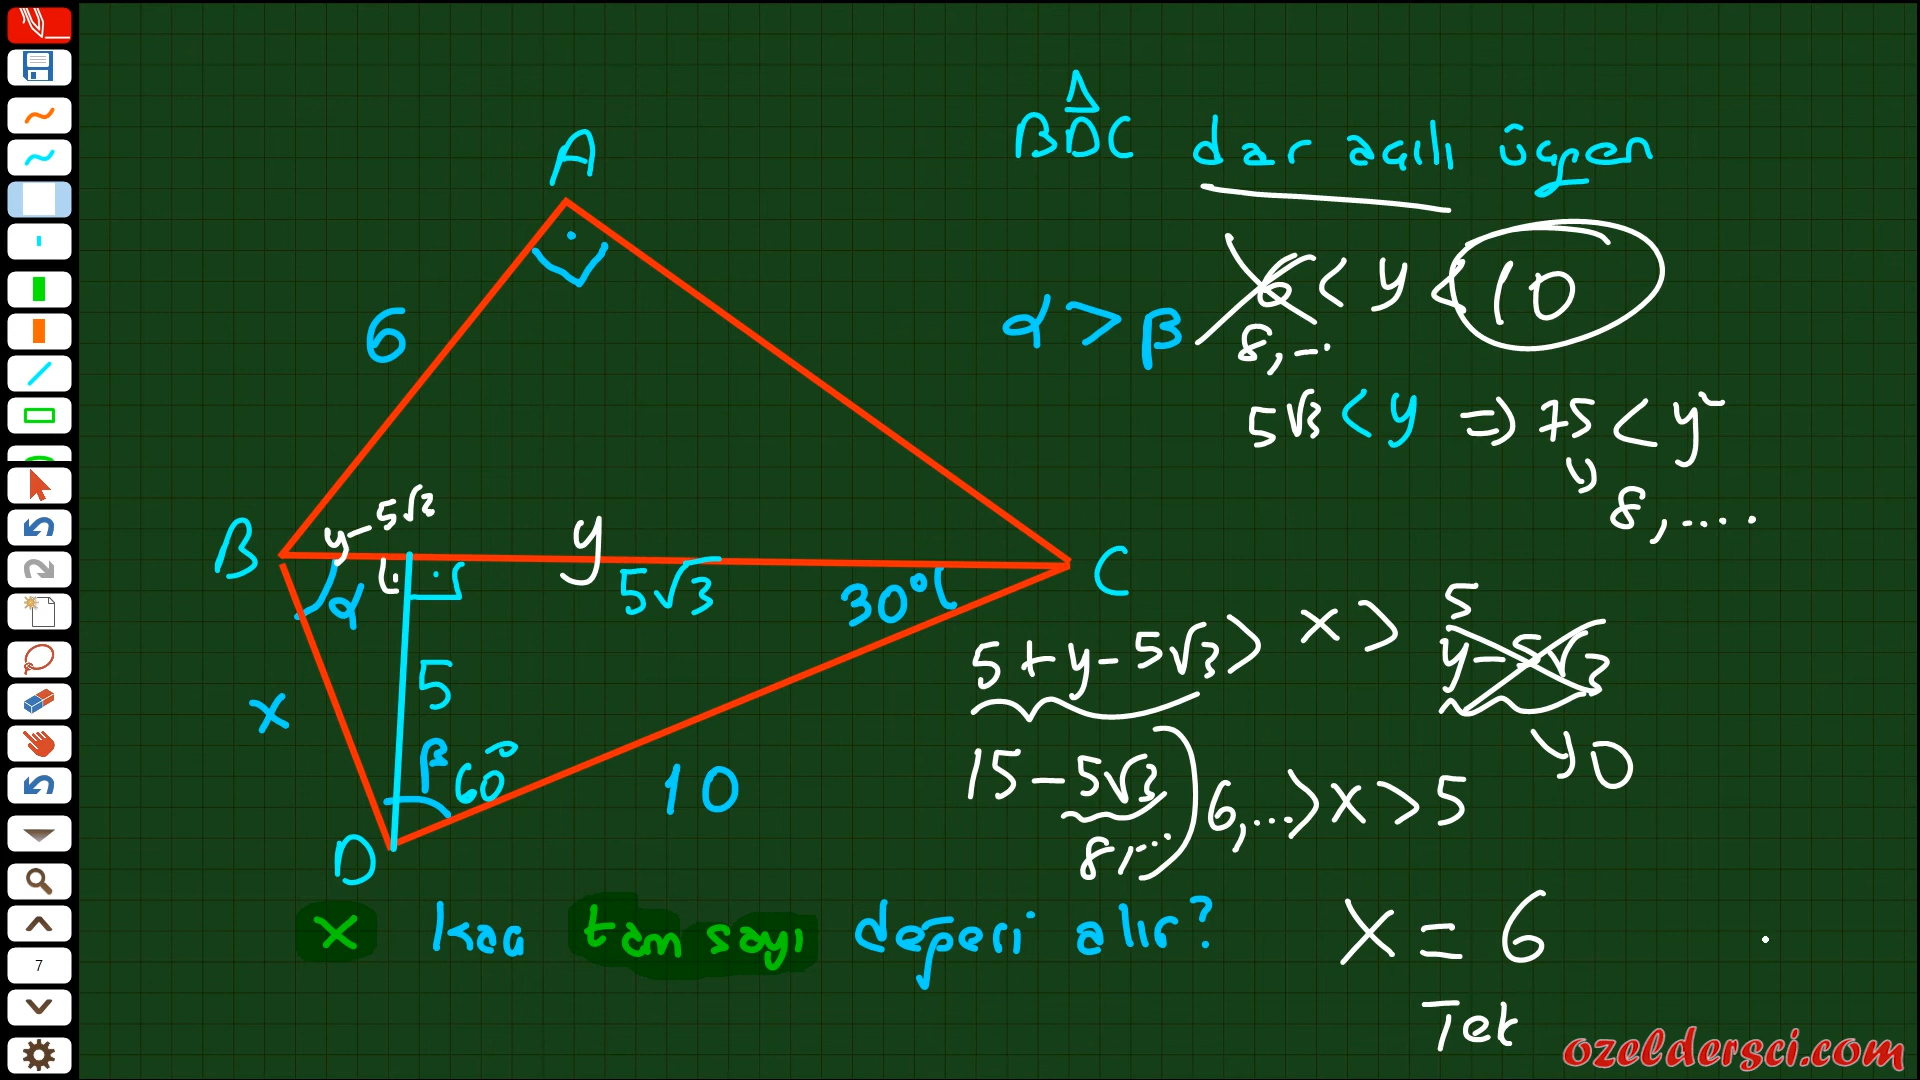 BDC dar açılı üçgen
A
6 < y < 10
α > β
8,...
6
5√3 < y => 75 < y²
8,....
y-5√3
y
B
C
α
5√3
30°
5
5 + y - 5√3 > x > y-5√3
x
5
β
60°
10
15 - 5√3
6,... > x > 5
y0
8,...
D
x kaç tam sayı değeri alır?
x = 6
Tek
7
ozeldersci.com